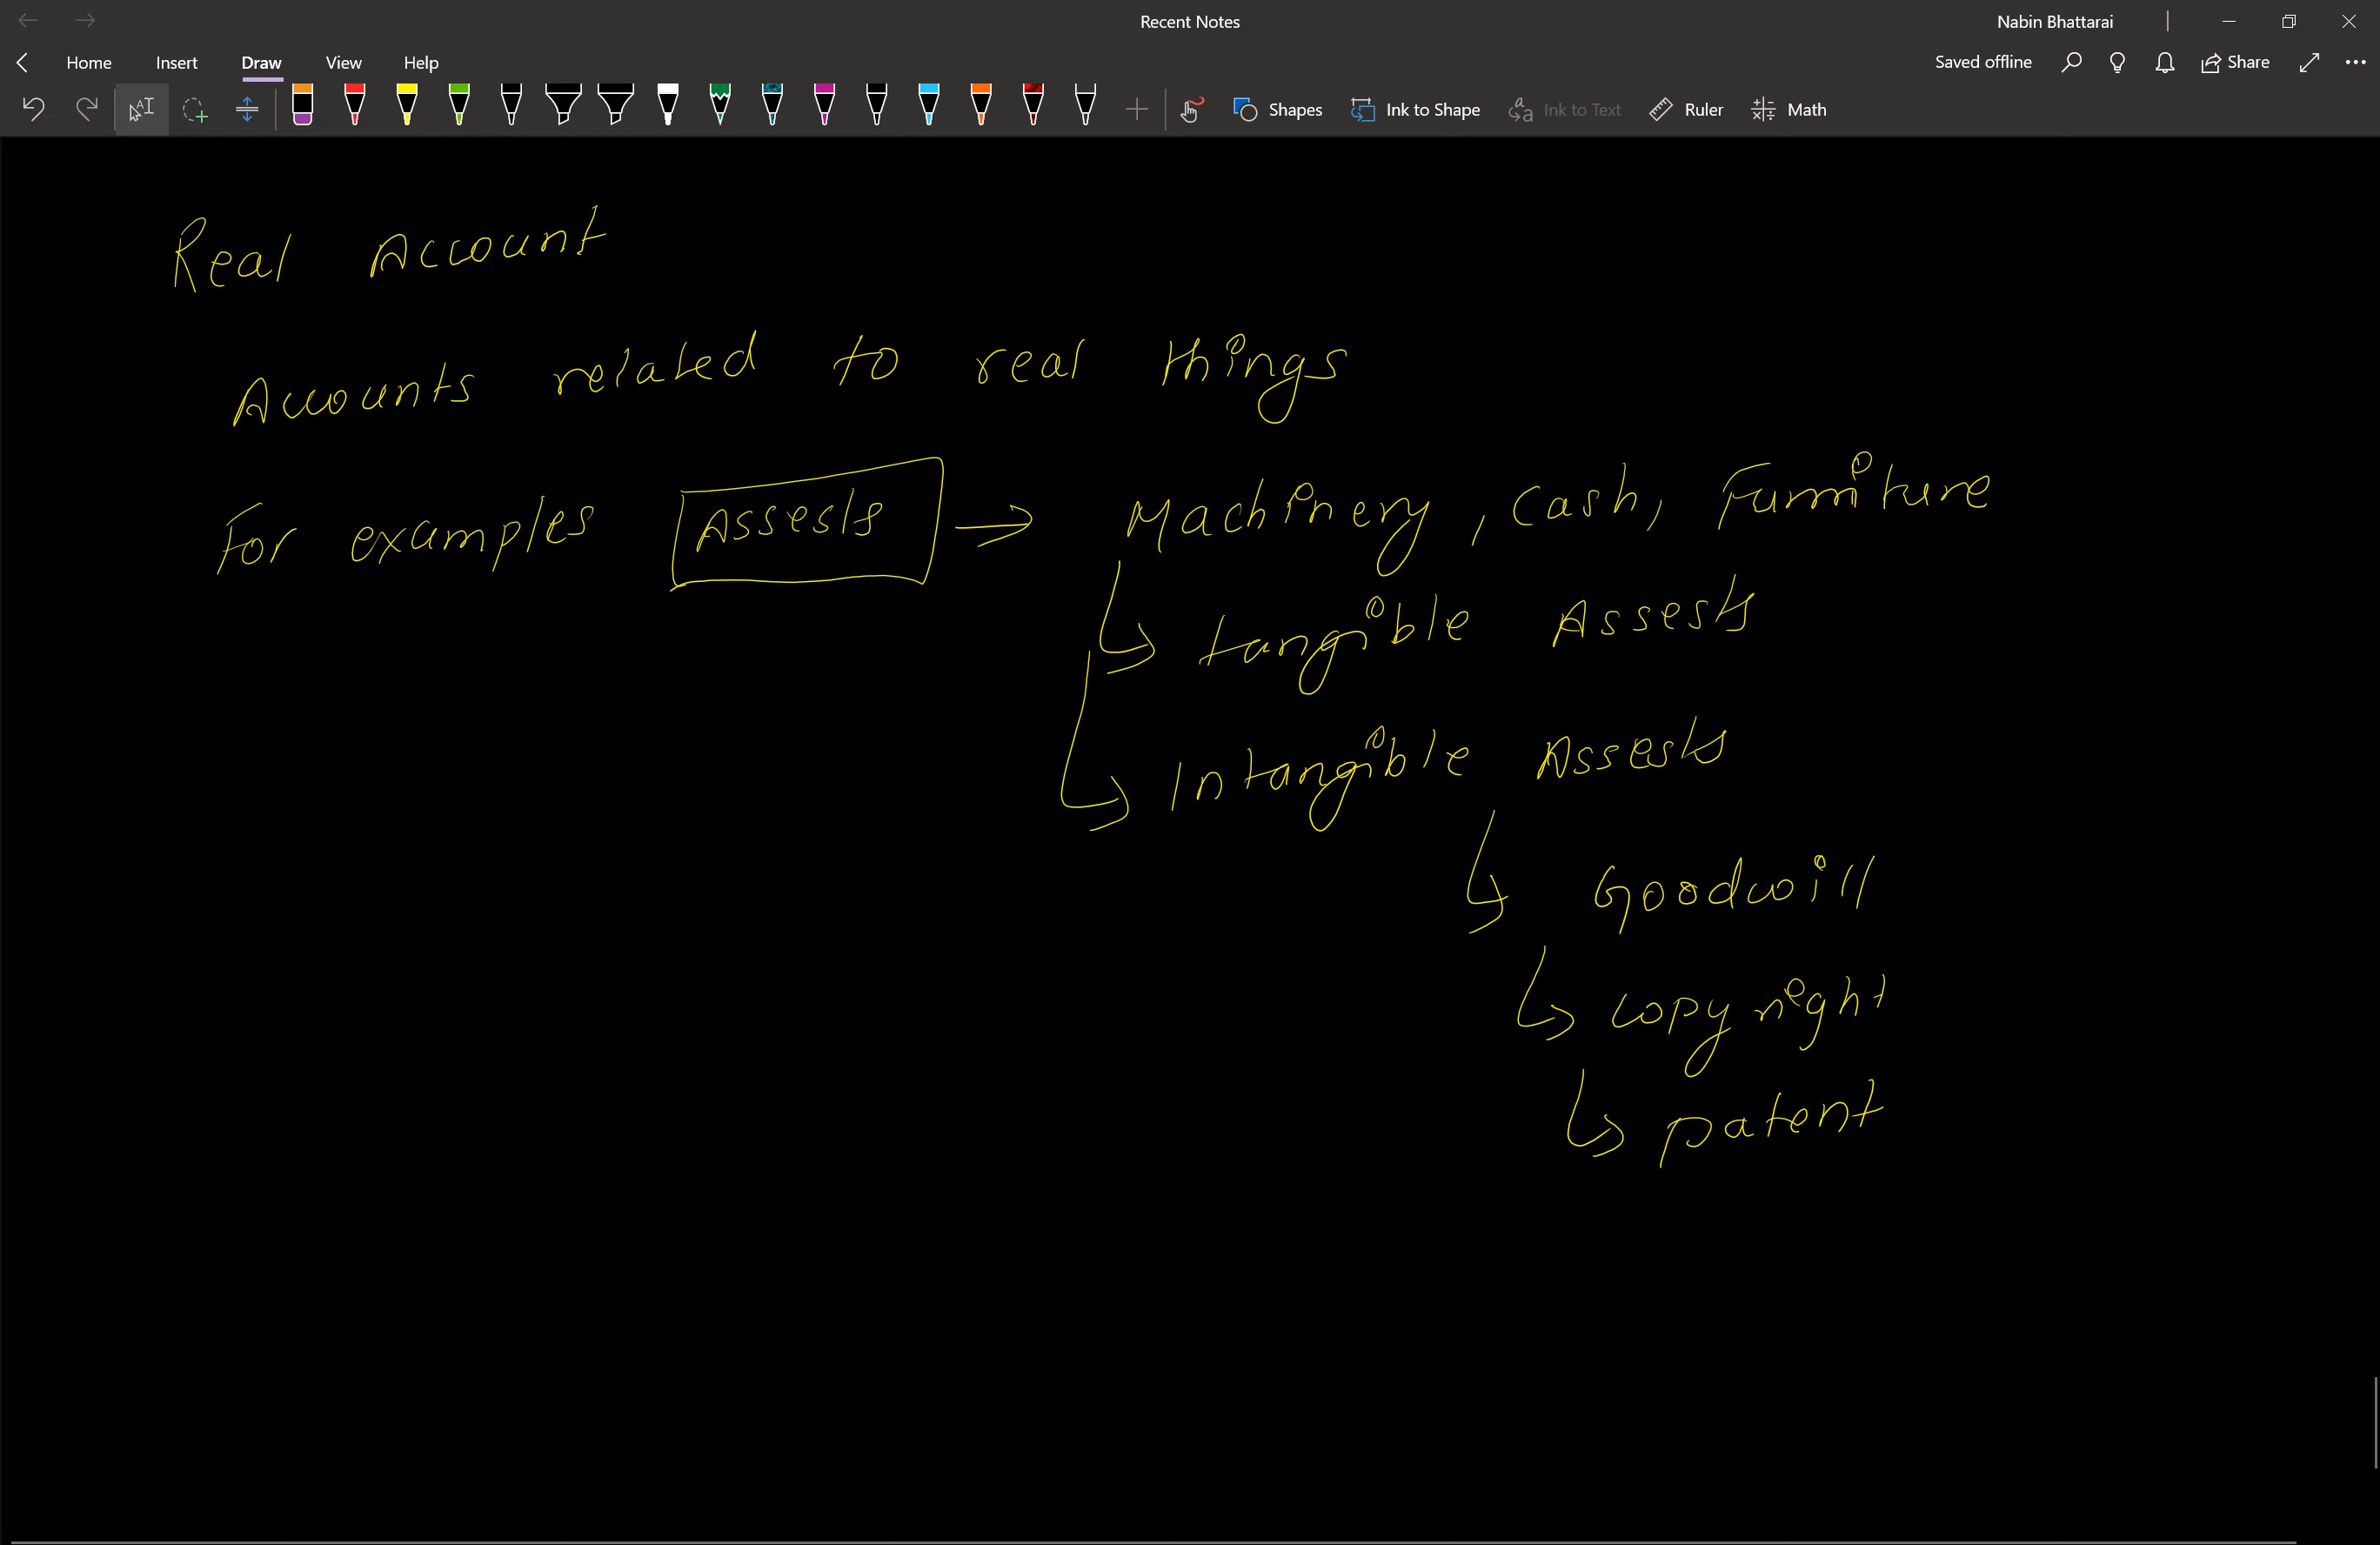 Recent Notes
Nabin Bhattarai
Home Insert Draw View Help
Saved offline
Share
Shapes Ink to Shape Ink to Text Ruler Math
Real Account
Accounts related to real things
For examples Assests → Machinery, Cash, Furniture
↳ tangible Assests
↳ Intangible Assests
↳ Goodwill
↳ copyright
↳ patent